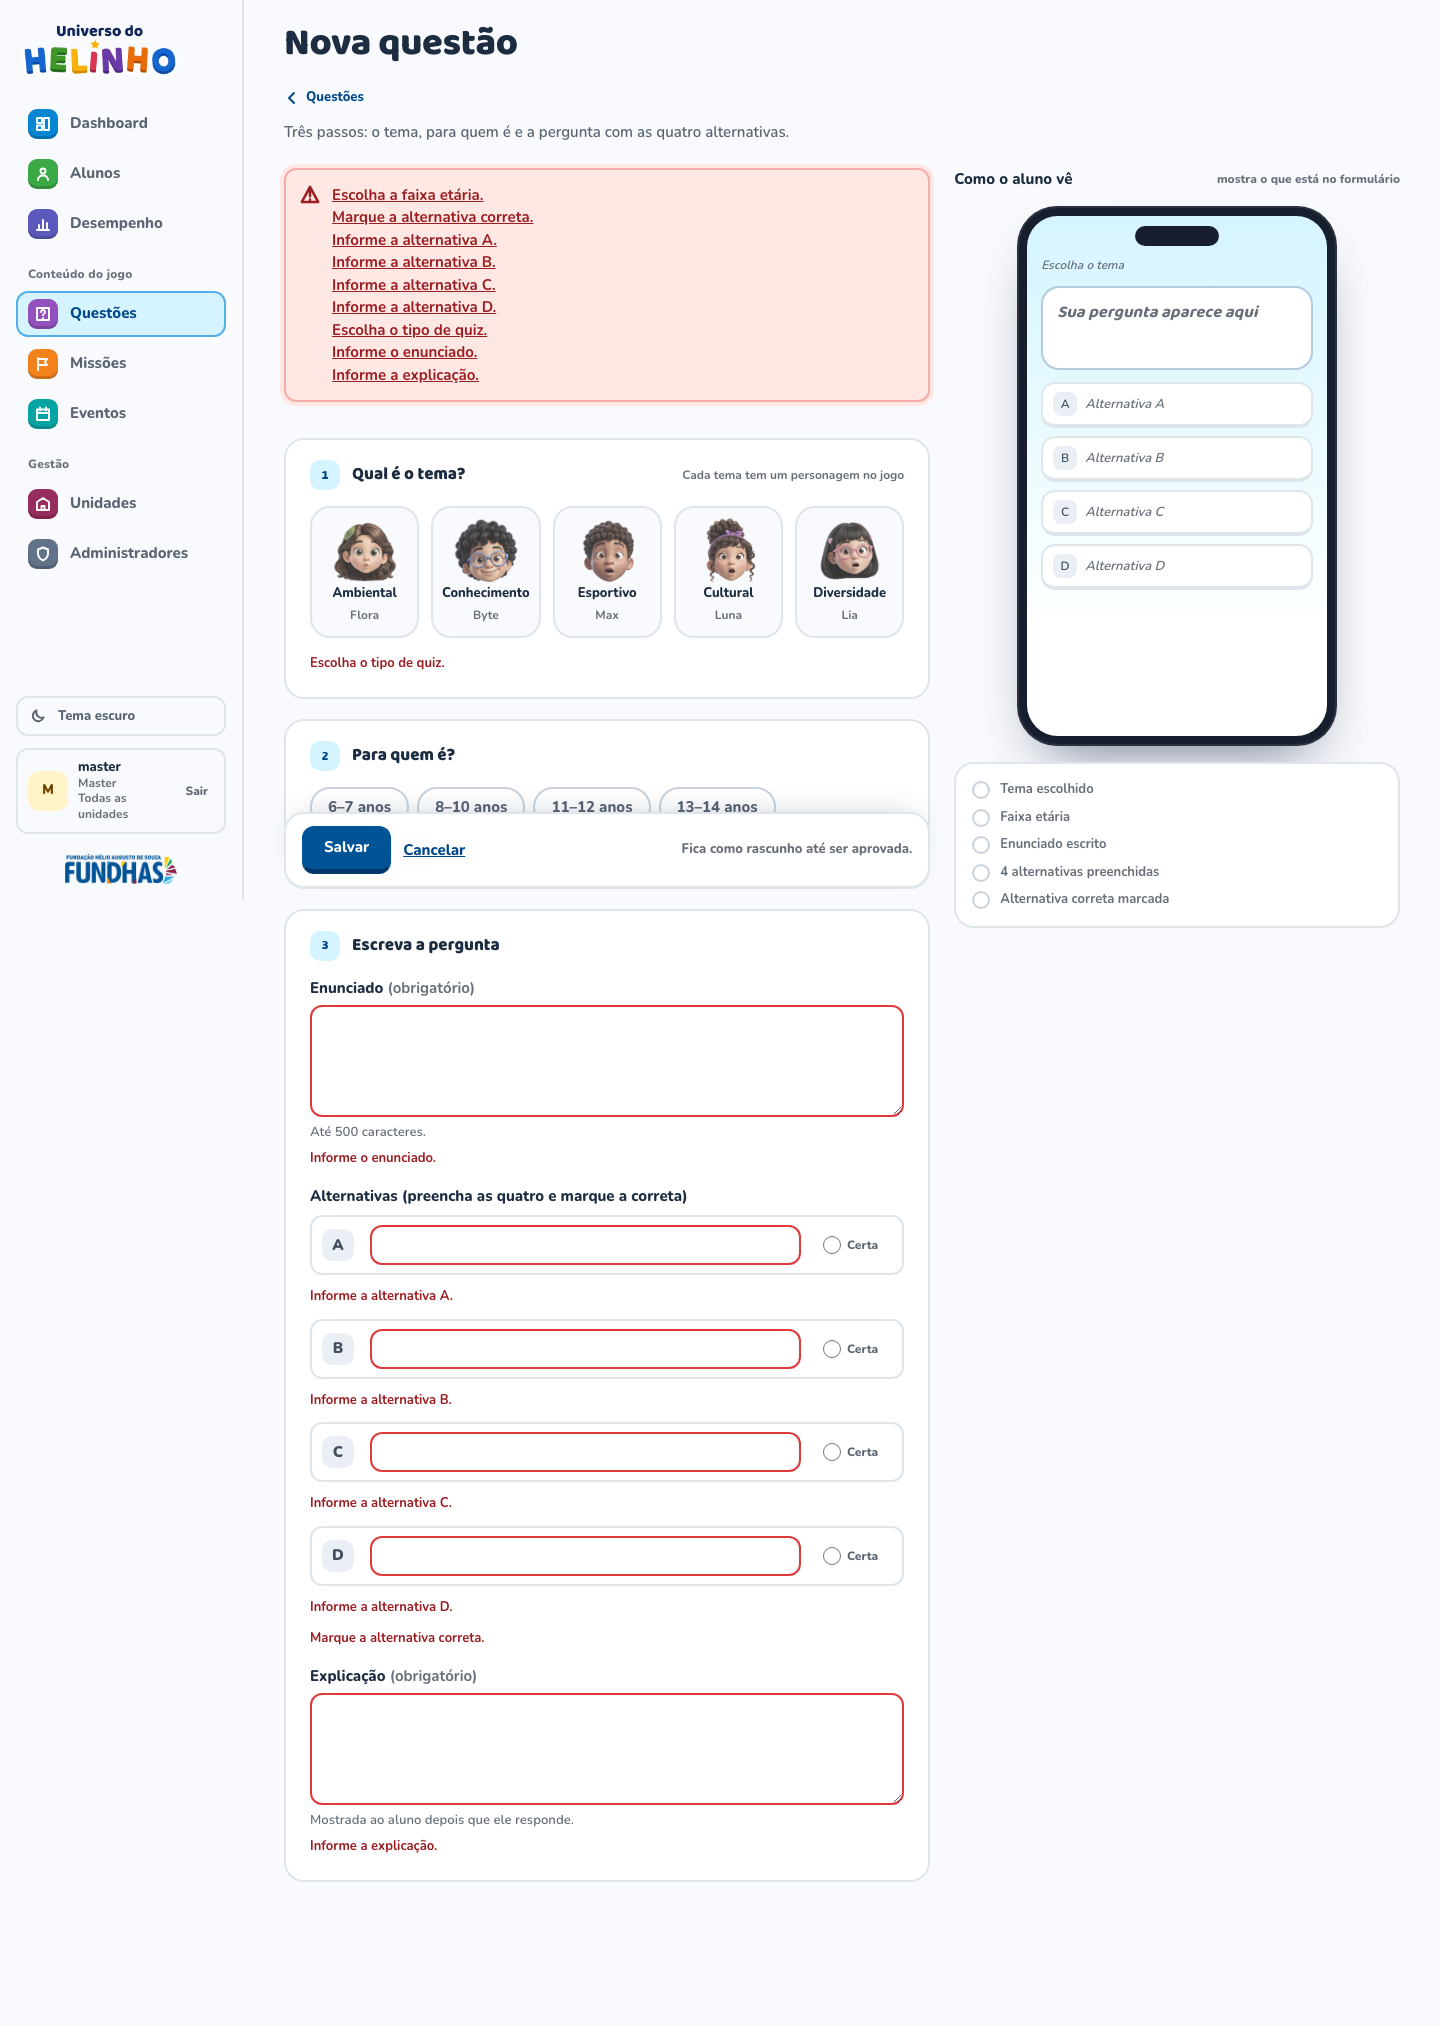 Universo do
HELINHO
Dashboard
Alunos
Desempenho
Conteúdo do jogo
Questões
Missões
Eventos
Gestão
Unidades
Administradores
Tema escuro
M
master
Master
Todas as
unidades
Sair
FUNDAÇÃO HÉLIO AUGUSTO DE SOUZA
FUNDHAS
Nova questão
Questões
Três passos: o tema, para quem é e a pergunta com as quatro alternativas.
Escolha a faixa etária.
Marque a alternativa correta.
Informe a alternativa A.
Informe a alternativa B.
Informe a alternativa C.
Informe a alternativa D.
Escolha o tipo de quiz.
Informe o enunciado.
Informe a explicação.
1 Qual é o tema? Cada tema tem um personagem no jogo
Ambiental Conhecimento Esportivo Cultural Diversidade
Flora Byte Max Luna Lia
Escolha o tipo de quiz.
2 Para quem é?
6–7 anos 8–10 anos 11–12 anos 13–14 anos
Salvar Cancelar Fica como rascunho até ser aprovada.
3 Escreva a pergunta
Enunciado (obrigatório)
Até 500 caracteres.
Informe o enunciado.
Alternativas (preencha as quatro e marque a correta)
A Certa
Informe a alternativa A.
B Certa
Informe a alternativa B.
C Certa
Informe a alternativa C.
D Certa
Informe a alternativa D.
Marque a alternativa correta.
Explicação (obrigatório)
Mostrada ao aluno depois que ele responde.
Informe a explicação.
Como o aluno vê mostra o que está no formulário
Escolha o tema
Sua pergunta aparece aqui
A Alternativa A
B Alternativa B
C Alternativa C
D Alternativa D
Tema escolhido
Faixa etária
Enunciado escrito
4 alternativas preenchidas
Alternativa correta marcada